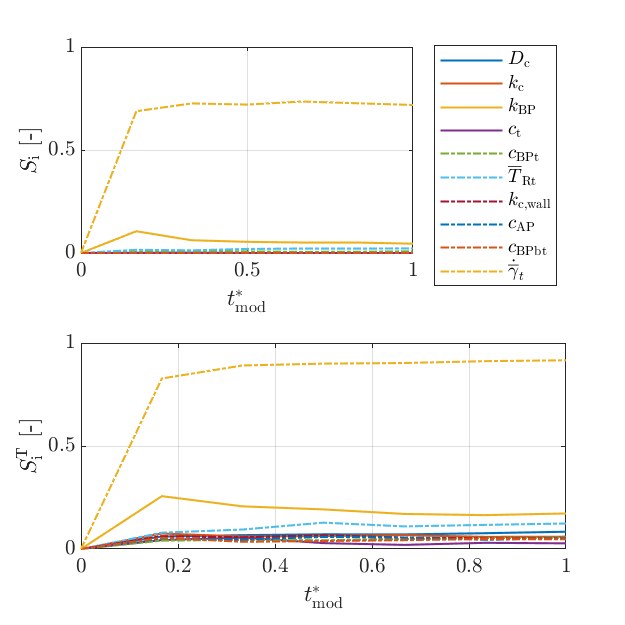 1
0.5
0
S_i [-]
0 0.5 1
t*_mod
D_c
k_c
k_BP
c_t
c_BPt
T̅_Rt
k_c,wall
c_AP
c_BPbt
γ̇̅_t
1
0.5
0
S_i^T [-]
0 0.2 0.4 0.6 0.8 1
t*_mod